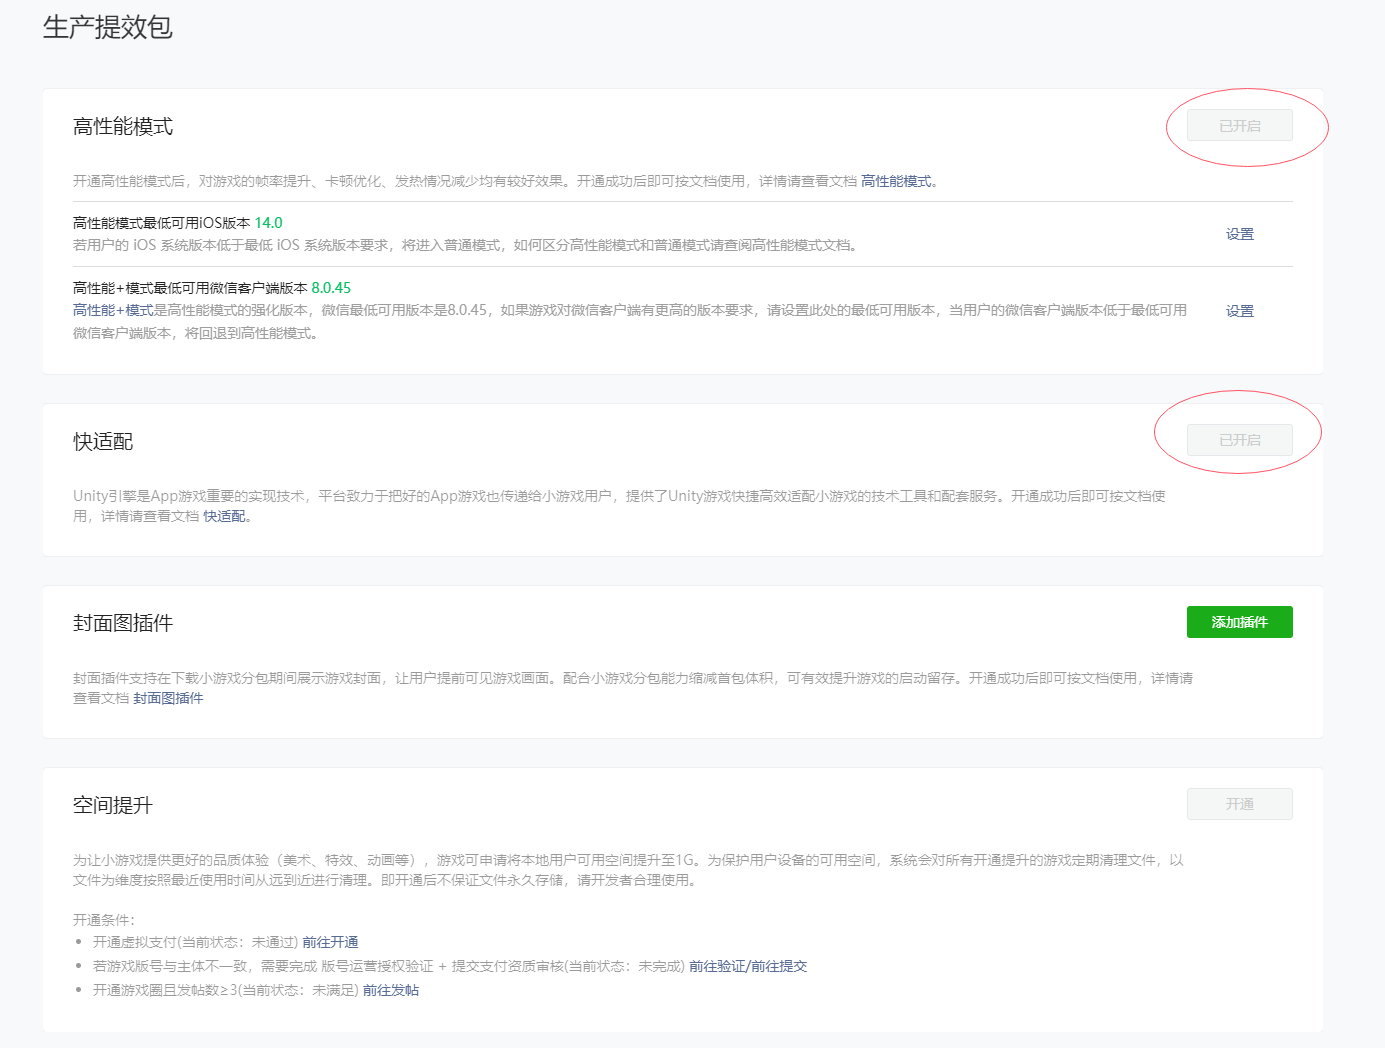 生产提效包
高性能模式
已开启
开通高性能模式后，对游戏的帧率提升、卡顿优化、发热情况减少均有较好效果。开通成功后即可按文档使用，详情请查看文档 高性能模式。
高性能模式最低可用iOS版本 14.0
若用户的 iOS 系统版本低于最低 iOS 系统版本要求，将进入普通模式，如何区分高性能模式和普通模式请查阅高性能模式文档。
设置
高性能+模式最低可用微信客户端版本 8.0.45
高性能+模式是高性能模式的强化版本，微信最低可用版本是8.0.45，如果游戏对微信客户端有更高的版本要求，请设置此处的最低可用版本，当用户的微信客户端版本低于最低可用
微信客户端版本，将回退到高性能模式。
设置
快适配
已开启
Unity引擎是App游戏重要的实现技术，平台致力于把好的App游戏也传递给小游戏用户，提供了Unity游戏快捷高效适配小游戏的技术工具和配套服务。开通成功后即可按文档使
用，详情请查看文档 快适配。
封面图插件
添加插件
封面插件支持在下载小游戏分包期间展示游戏封面，让用户提前可见游戏画面。配合小游戏分包能力缩减首包体积，可有效提升游戏的启动留存。开通成功后即可按文档使用，详情请
查看文档 封面图插件
空间提升
开通
为让小游戏提供更好的品质体验（美术、特效、动画等），游戏可申请将本地用户可用空间提升至1G。为保护用户设备的可用空间，系统会对所有开通提升的游戏定期清理文件，以
文件为维度按照最近使用时间从远到近进行清理。即开通后不保证文件永久存储，请开发者合理使用。
开通条件：
• 开通虚拟支付(当前状态：未通过) 前往开通
• 若游戏版号与主体不一致，需要完成 版号运营授权验证 + 提交支付资质审核(当前状态：未完成) 前往验证/前往提交
• 开通游戏圈且发帖数≥3(当前状态：未满足) 前往发帖